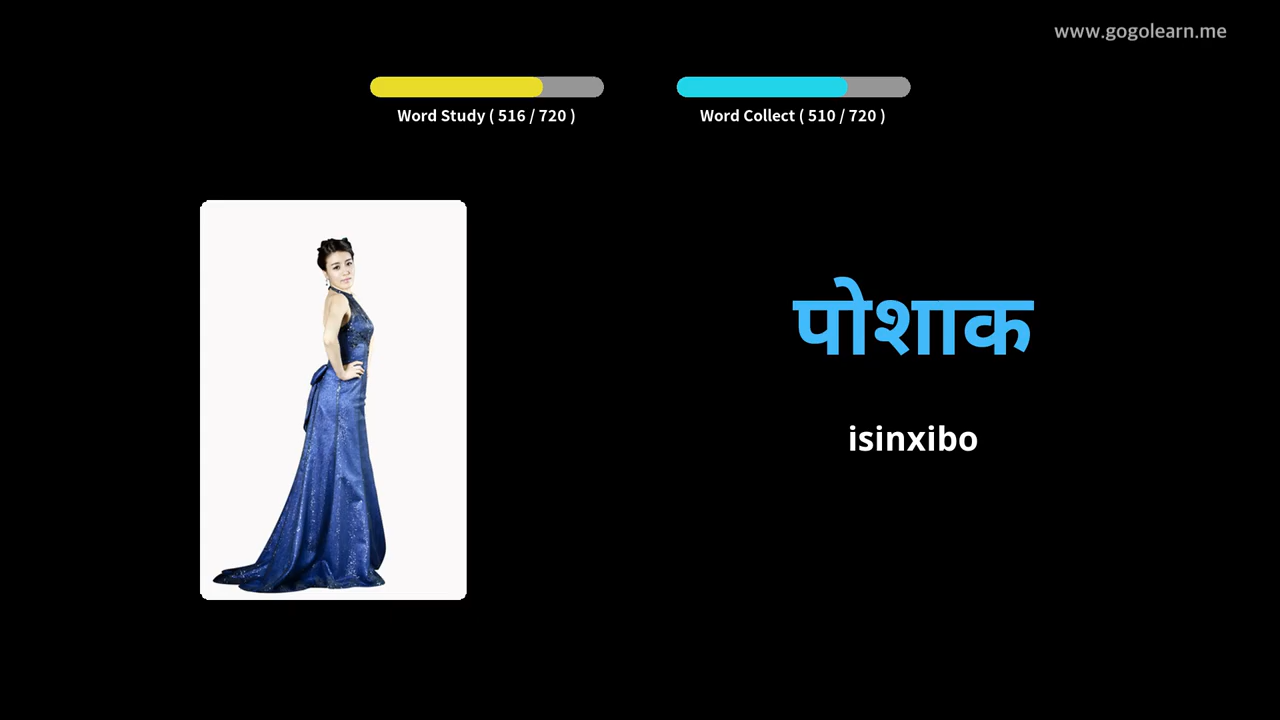 www.gogolearn.me
Word Study ( 516 / 720 )
Word Collect ( 510 / 720 )
पोशाक
isinxibo